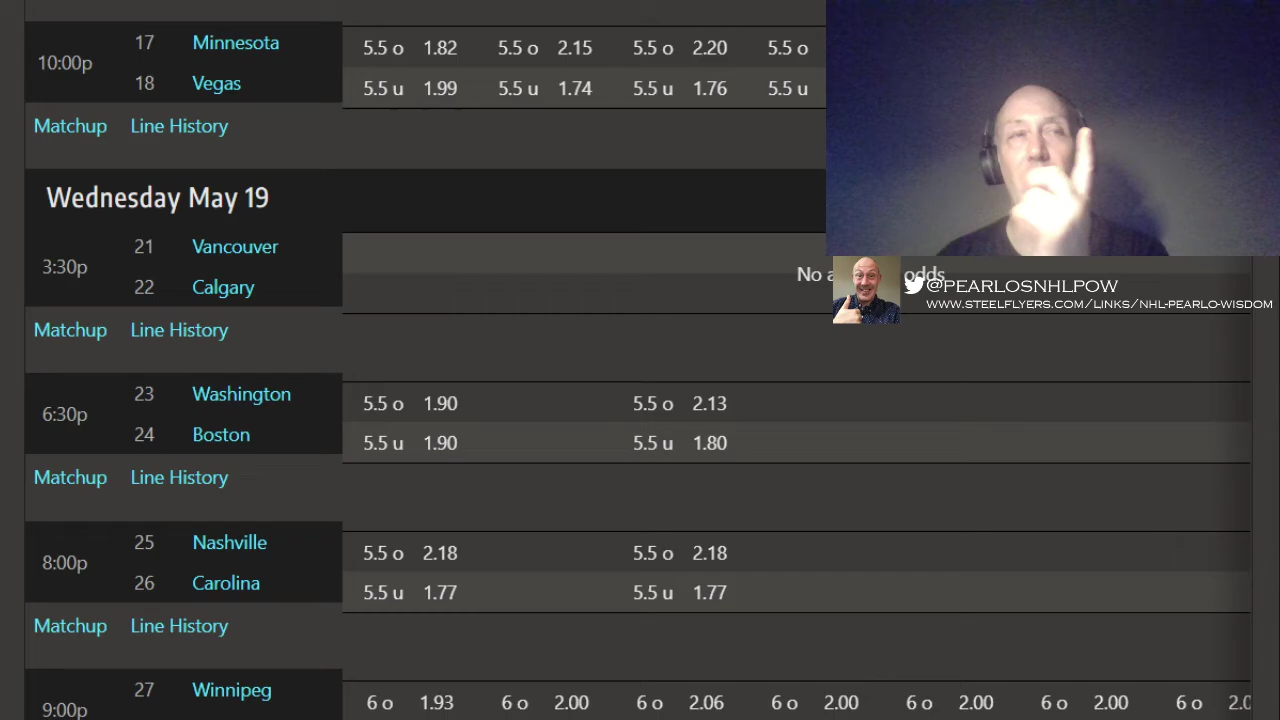 17 Minnesota 5.5 o 1.82 5.5 o 2.15 5.5 o 2.20 5.5 o
10:00p
18 Vegas 5.5 u 1.99 5.5 u 1.74 5.5 u 1.76 5.5 u
Matchup Line History
Wednesday May 19
21 Vancouver
3:30p
No a odds
22 Calgary
@PEARLOSNHLPOW
WWW.STEELFLYERS.COM/LINKS/NHL-PEARLO-WISDOM
Matchup Line History
23 Washington 5.5 o 1.90 5.5 o 2.13
6:30p
24 Boston 5.5 u 1.90 5.5 u 1.80
Matchup Line History
25 Nashville 5.5 o 2.18 5.5 o 2.18
8:00p
26 Carolina 5.5 u 1.77 5.5 u 1.77
Matchup Line History
27 Winnipeg 6 o 1.93 6 o 2.00 6 o 2.06 6 o 2.00 6 o 2.00 6 o 2.00 6 o
9:00p